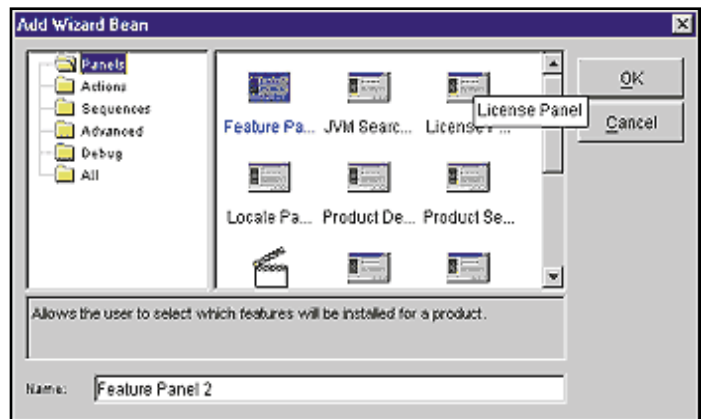 Add Wizard Bean
Panels
Actions
Sequences
Advanced
Debug
All
Feature Pa... JVM Searc... License P...
License Panel
Locale Pa... Product De... Product Se...
OK
Cancel
Allows the user to select which features will be installed for a product.
Name: Feature Panel 2